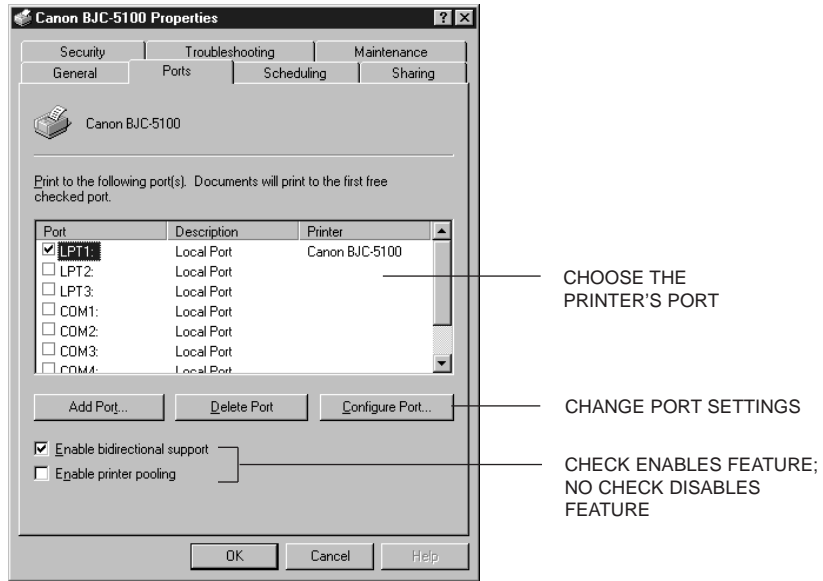 Canon BJC-5100 Properties
Security Troubleshooting Maintenance
General Ports Scheduling Sharing
Canon BJC-5100
Print to the following port(s). Documents will print to the first free
checked port.
Port Description Printer
LPT1: Local Port Canon BJC-5100
LPT2: Local Port
LPT3: Local Port
COM1: Local Port
COM2: Local Port
COM3: Local Port
COM4: Local Port
CHOOSE THE
PRINTER'S PORT
Add Port... Delete Port Configure Port...
CHANGE PORT SETTINGS
Enable bidirectional support
Enable printer pooling
CHECK ENABLES FEATURE;
NO CHECK DISABLES
FEATURE
OK Cancel Help